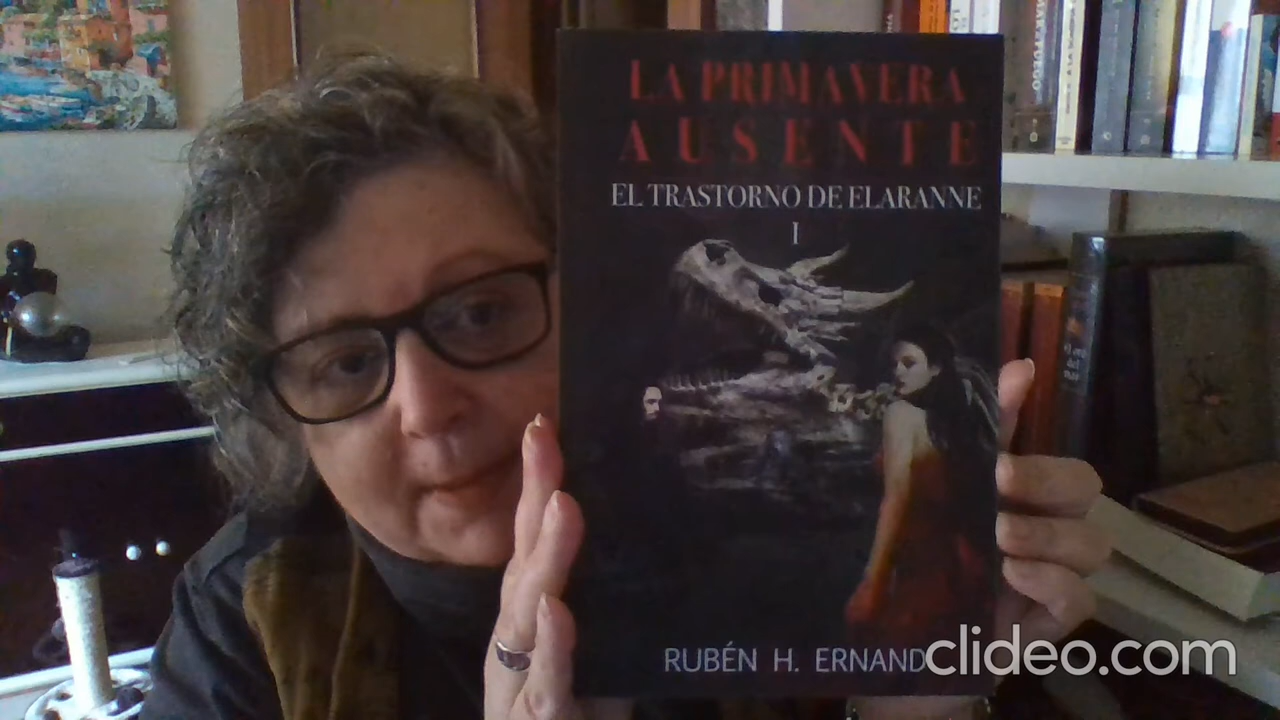 LA PRIMAVERA
AUSENTE
EL TRASTORNO DE ELARANNE
I
RUBÉN H. ERNAND
clideo.com